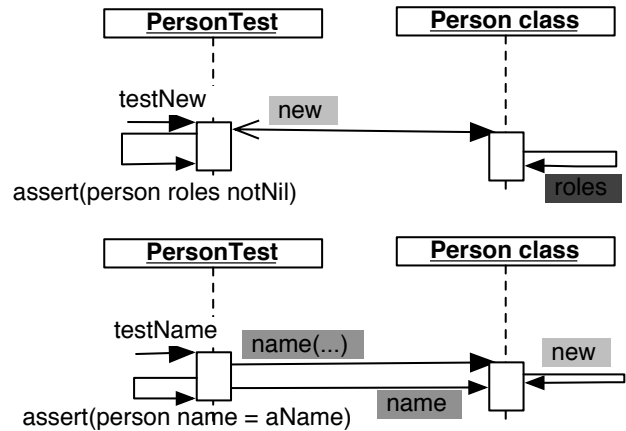 PersonTest Person class
testNew
new
assert(person roles notNil)
roles
PersonTest Person class
testName
name(...)
new
name
assert(person name = aName)